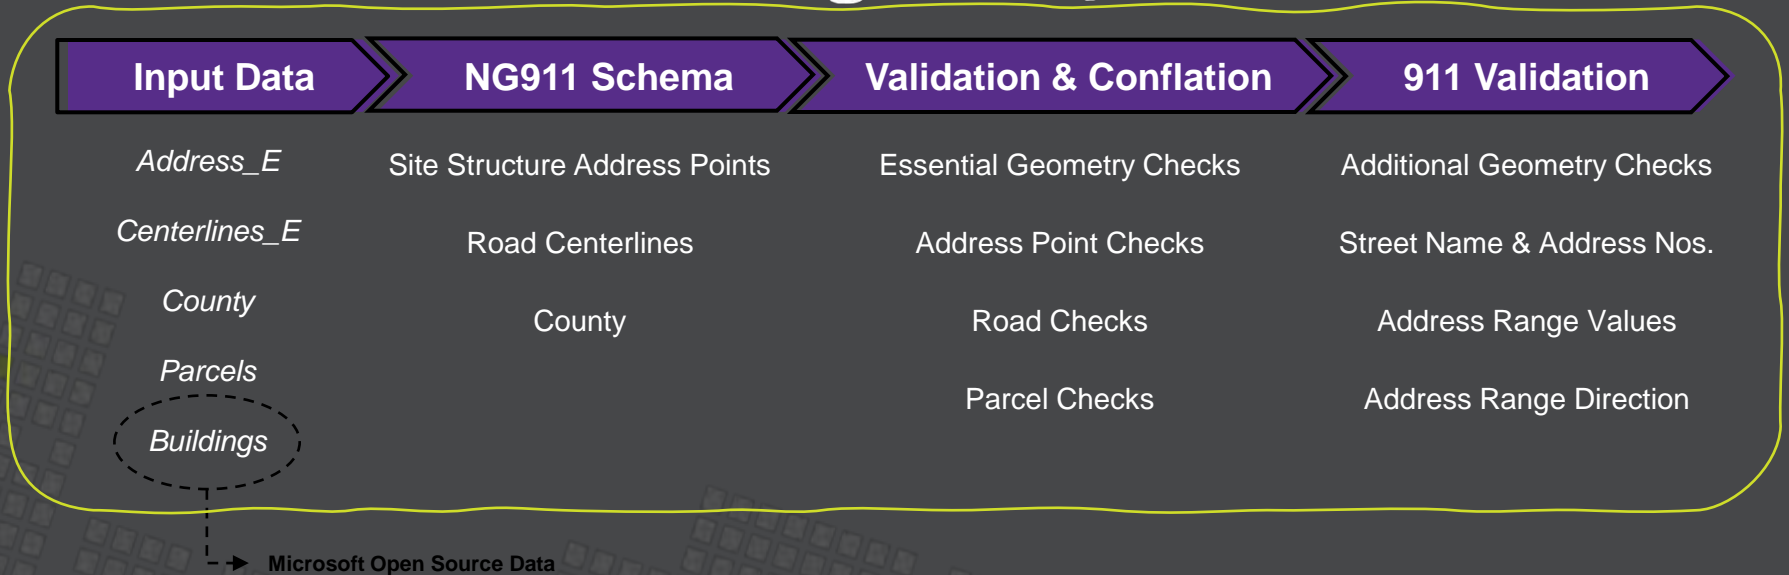 Input Data
NG911 Schema
Validation & Conflation
911 Validation
Address_E
Centerlines_E
County
Parcels
Buildings
Site Structure Address Points
Road Centerlines
County
Essential Geometry Checks
Address Point Checks
Road Checks
Parcel Checks
Additional Geometry Checks
Street Name & Address Nos.
Address Range Values
Address Range Direction
Microsoft Open Source Data